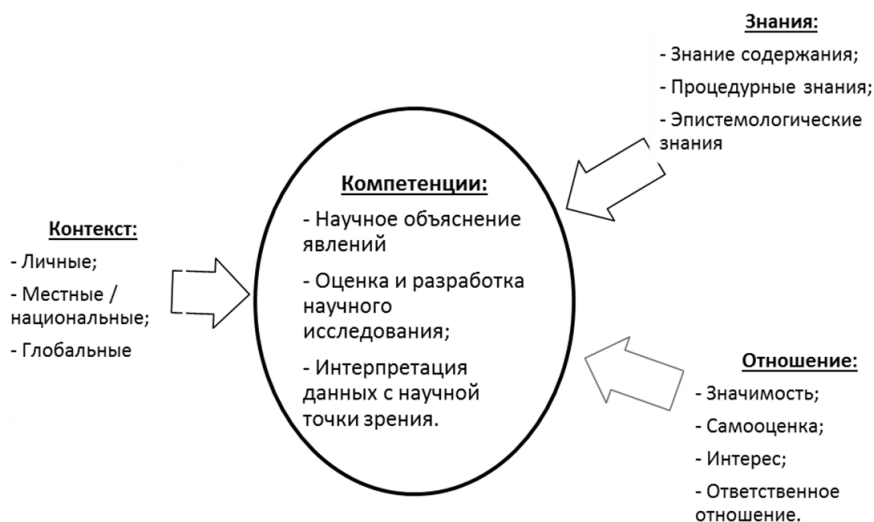 Знания:
- Знание содержания;
- Процедурные знания;
- Эпистемологические
знания
Компетенции:
- Научное объяснение
явлений
- Оценка и разработка
научного
исследования;
- Интерпретация
данных с научной
точки зрения.
Контекст:
- Личные;
- Местные /
национальные;
- Глобальные
Отношение:
- Значимость;
- Самооценка;
- Интерес;
- Ответственное
отношение.